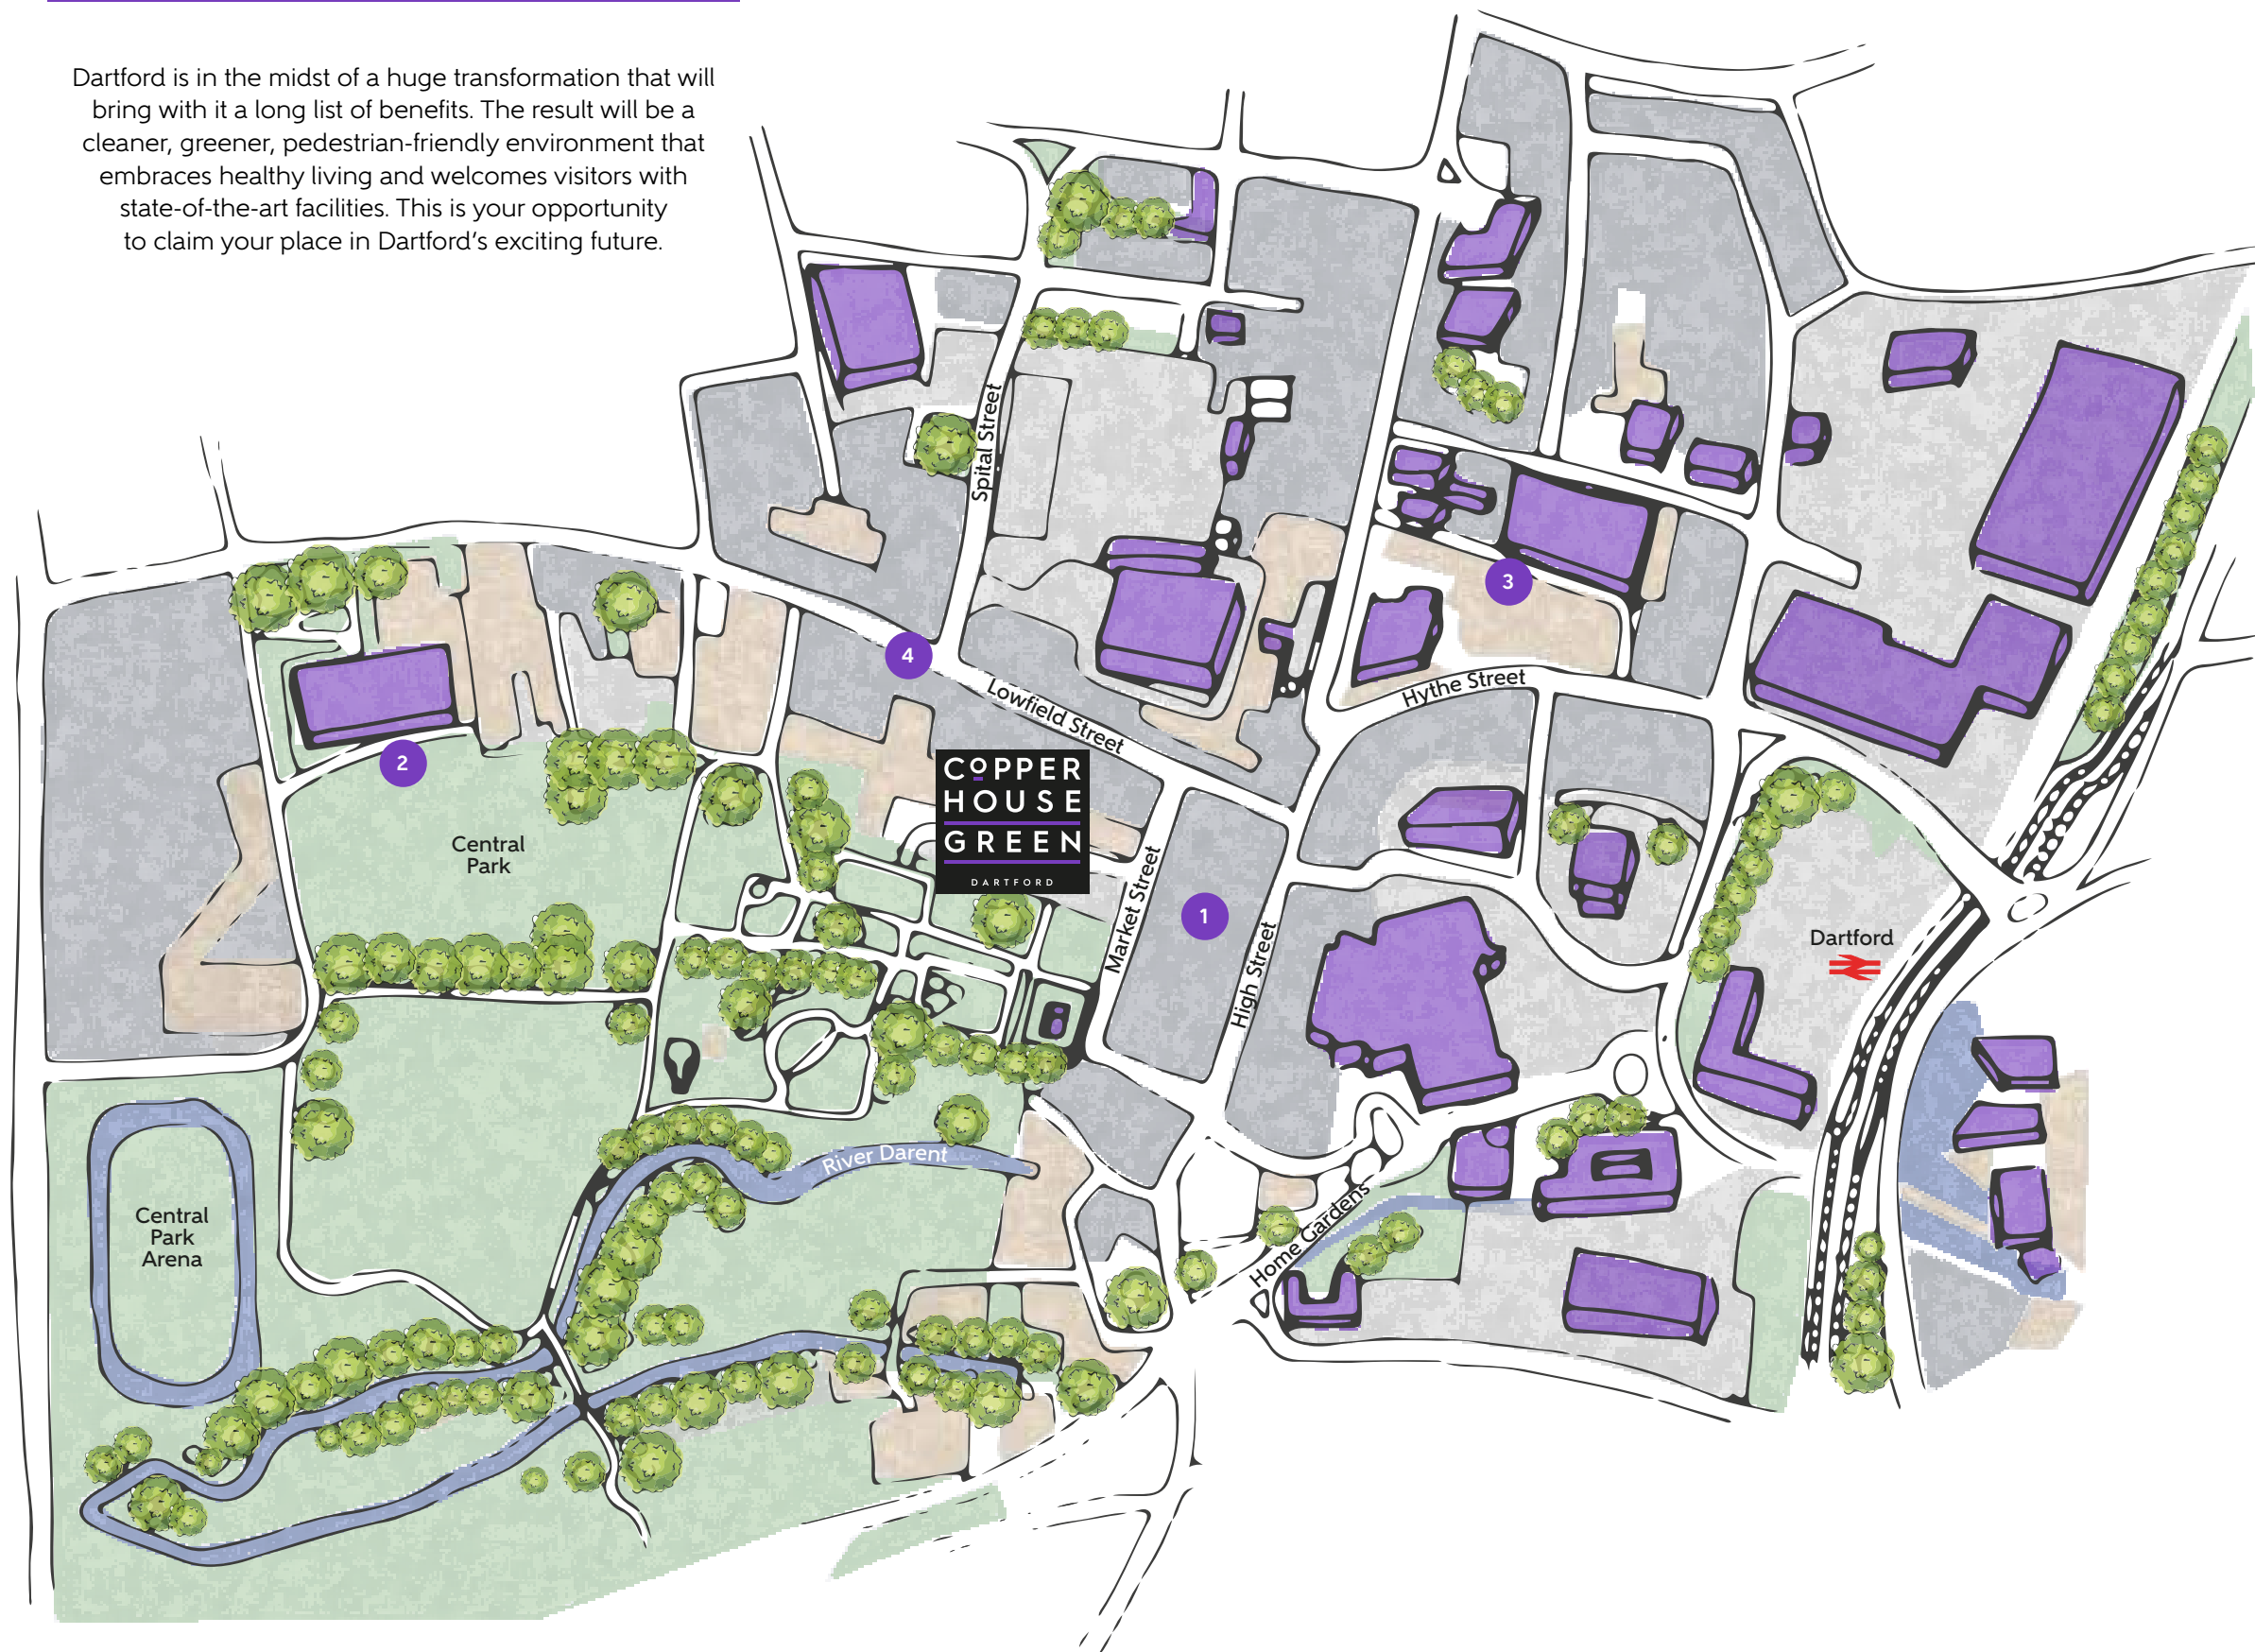 Dartford is in the midst of a huge transformation that will
bring with it a long list of benefits. The result will be a
cleaner, greener, pedestrian-friendly environment that
embraces healthy living and welcomes visitors with
state-of-the-art facilities. This is your opportunity
to claim your place in Dartford’s exciting future.
Spital Street
3
4
Hythe Street
Lowfield Street
2
COPPER
HOUSE
GREEN
DARTFORD
Central
Park
Market Street
1
High Street
Dartford
River Darent
Central
Park
Arena
Home Gardens